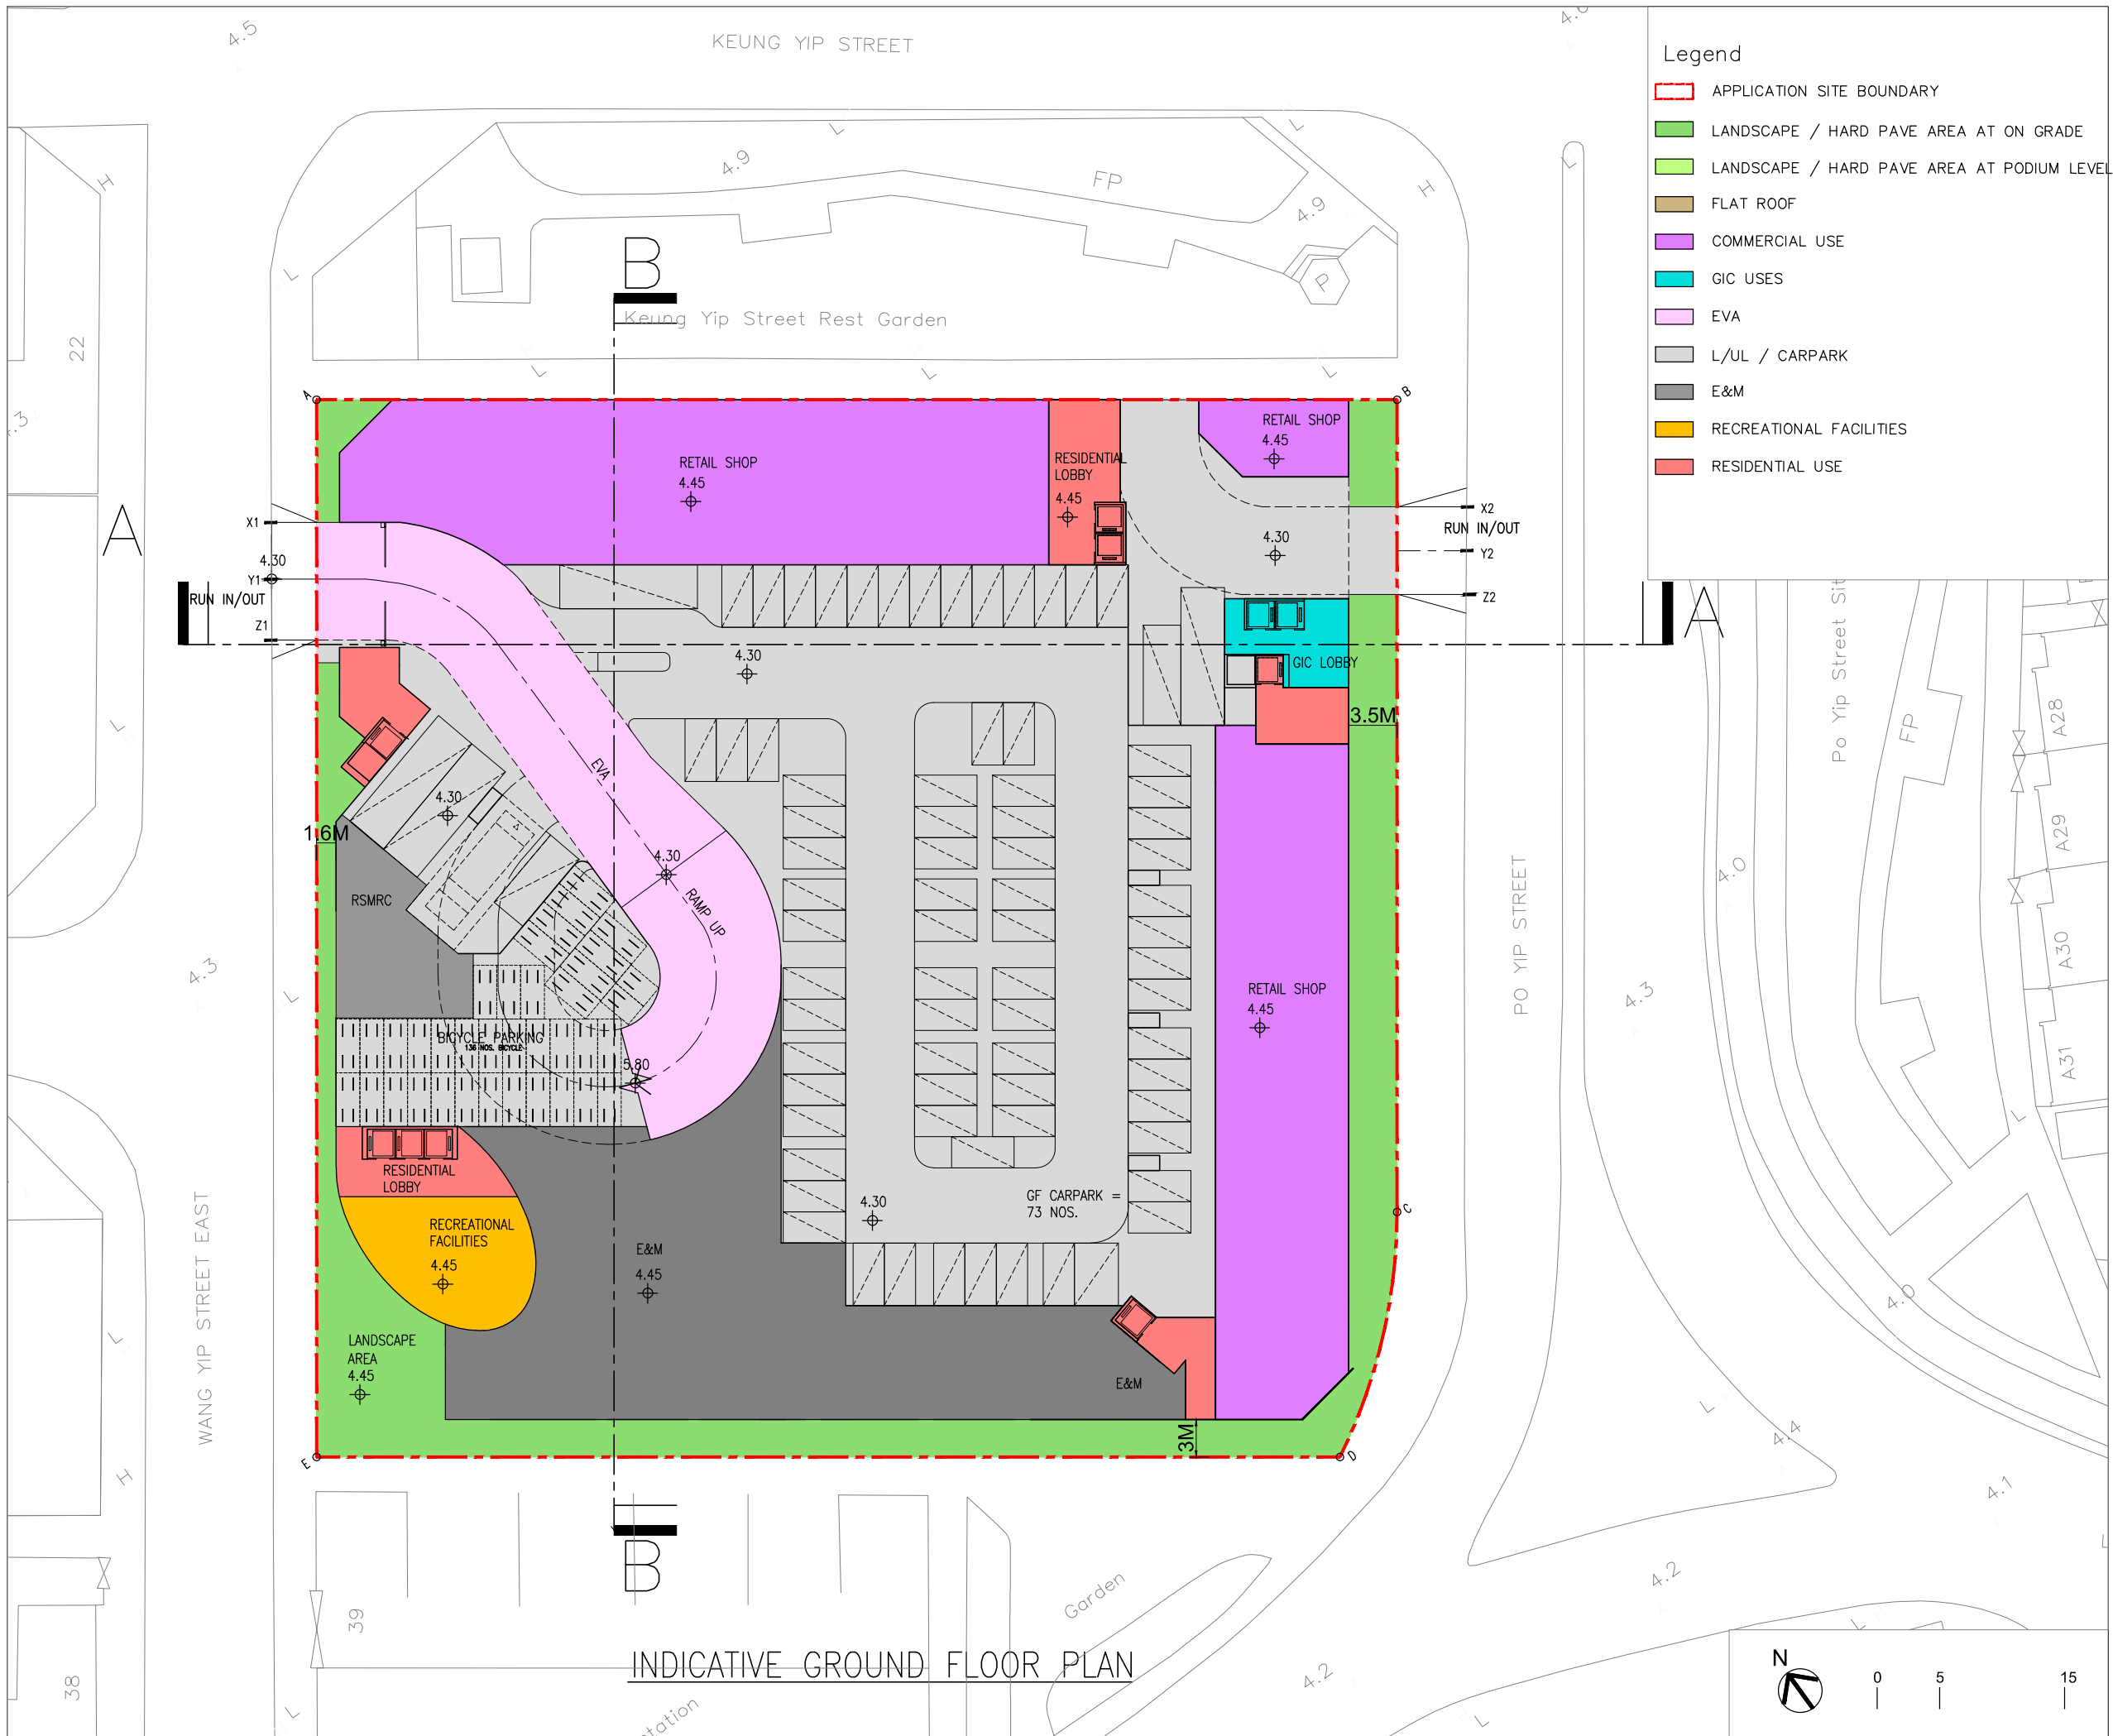 KEUNG YIP STREET
4.5
4.6
Legend
APPLICATION SITE BOUNDARY
LANDSCAPE / HARD PAVE AREA AT ON GRADE
LANDSCAPE / HARD PAVE AREA AT PODIUM LEVEL
FLAT ROOF
COMMERCIAL USE
GIC USES
EVA
L/UL / CARPARK
E&M
RECREATIONAL FACILITIES
RESIDENTIAL USE
L
L
4.9
FP
4.9
H
H
L
P
22
L
B
Keung Yip Street Rest Garden
L
L
L
A
B
RETAIL SHOP
4.45
RETAIL SHOP
4.45
RESIDENTIAL
LOBBY
4.45
X1
X2
RUN IN/OUT
Y2
4.30
4.30
Y1
RUN IN/OUT
Z1
Z2
A
A
4.30
GIC LOBBY
3.5M
L
EVA
4.30
1.6M
4.30
RAMP UP
RSMRC
RETAIL SHOP
4.45
PO YIP STREET
Po Yip Street Sit
FP
A28
A29
A30
A31
4.0
4.3
4.3
L
BICYCLE PARKING
136 NOS. BICYCLE
5.80
RESIDENTIAL
LOBBY
RECREATIONAL
FACILITIES
4.45
E&M
4.45
4.30
GF CARPARK =
73 NOS.
C
LANDSCAPE
AREA
4.45
E&M
3M
WANG YIP STREET EAST
L
H
E
D
L
4.0
L
4.4
4.1
4.2
B
39
38
Garden
INDICATIVE GROUND FLOOR PLAN
tation
4.2
L
L
L
N
0
5
15